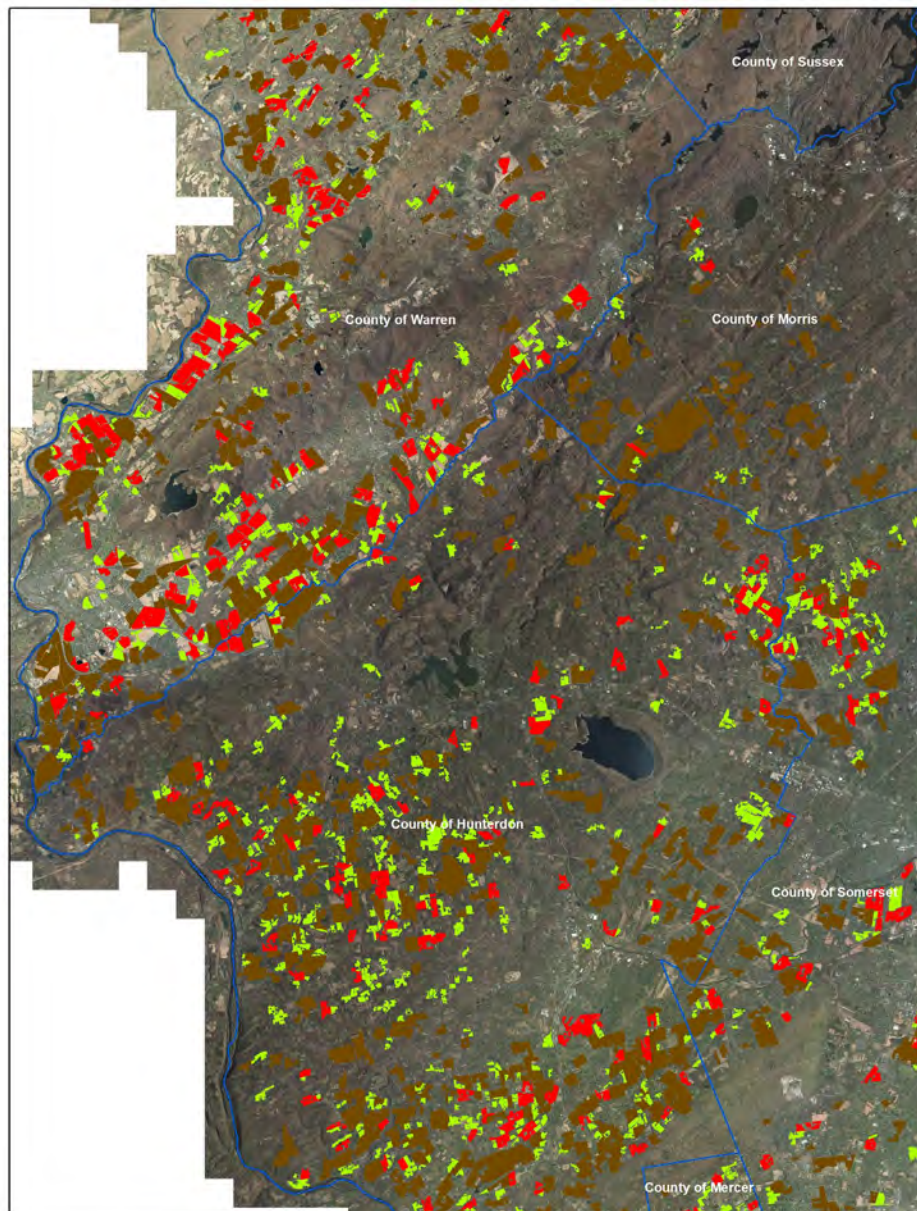 County of Sussex
County of Warren
County of Morris
County of Hunterdon
County of Somerset
County of Mercer